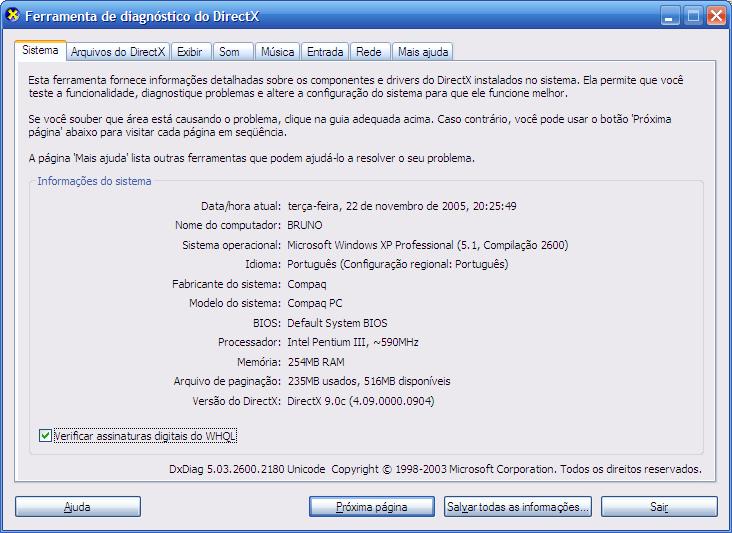 Ferramenta de diagnóstico do DirectX
Sistema Arquivos do DirectX Exibir Som Música Entrada Rede Mais ajuda
Esta ferramenta fornece informações detalhadas sobre os componentes e drivers do DirectX instalados no sistema. Ela permite que você
teste a funcionalidade, diagnostique problemas e altere a configuração do sistema para que ele funcione melhor.
Se você souber que área está causando o problema, clique na guia adequada acima. Caso contrário, você pode usar o botão 'Próxima
página' abaixo para visitar cada página em seqüência.
A página 'Mais ajuda' lista outras ferramentas que podem ajudá-lo a resolver o seu problema.
Informações do sistema
Data/hora atual: terça-feira, 22 de novembro de 2005, 20:25:49
Nome do computador: BRUNO
Sistema operacional: Microsoft Windows XP Professional (5.1, Compilação 2600)
Idioma: Português (Configuração regional: Português)
Fabricante do sistema: Compaq
Modelo do sistema: Compaq PC
BIOS: Default System BIOS
Processador: Intel Pentium III, ~590MHz
Memória: 254MB RAM
Arquivo de paginação: 235MB usados, 516MB disponíveis
Versão do DirectX: DirectX 9.0c (4.09.0000.0904)
Verificar assinaturas digitais do WHQL
DxDiag 5.03.2600.2180 Unicode Copyright © 1998-2003 Microsoft Corporation. Todos os direitos reservados.
Ajuda Próxima página Salvar todas as informações... Sair